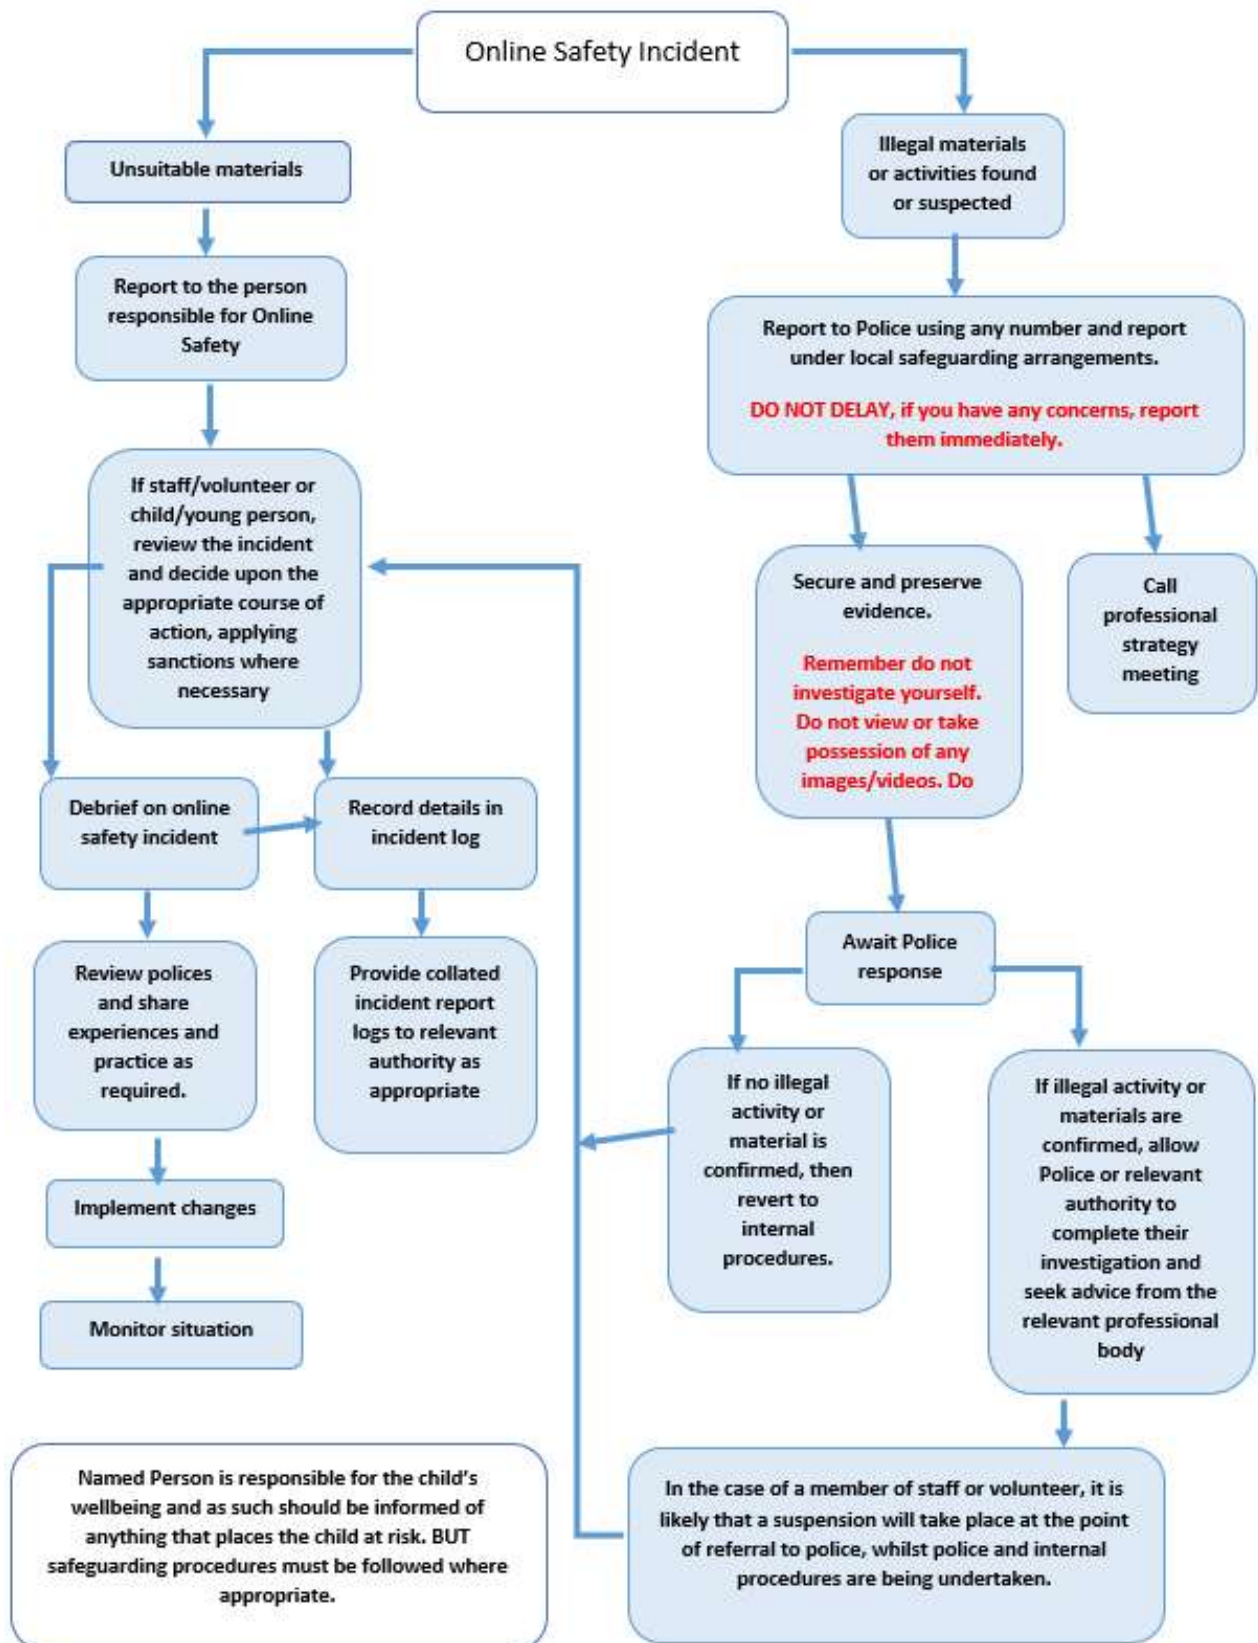 Online Safety Incident
Unsuitable materials
Report to the person
responsible for Online
Safety
If staff/volunteer or
child/young person,
review the incident
and decide upon the
appropriate course of
action, applying
sanctions where
necessary
Debrief on online
safety incident
Record details in
incident log
Review polices
and share
experiences and
practice as
required.
Provide collated
incident report
logs to relevant
authority as
appropriate
Implement changes
Monitor situation
Illegal materials
or activities found
or suspected
Report to Police using any number and report
under local safeguarding arrangements.
DO NOT DELAY, if you have any concerns, report
them immediately.
Secure and preserve
evidence.
Remember do not
investigate yourself.
Do not view or take
possession of any
images/videos. Do
Call
professional
strategy
meeting
Await Police
response
If no illegal
activity or
material is
confirmed, then
revert to
internal
procedures.
If illegal activity or
materials are
confirmed, allow
Police or relevant
authority to
complete their
investigation and
seek advice from the
relevant professional
body
In the case of a member of staff or volunteer, it is
likely that a suspension will take place at the point
of referral to police, whilst police and internal
procedures are being undertaken.
Named Person is responsible for the child's
wellbeing and as such should be informed of
anything that places the child at risk. BUT
safeguarding procedures must be followed where
appropriate.